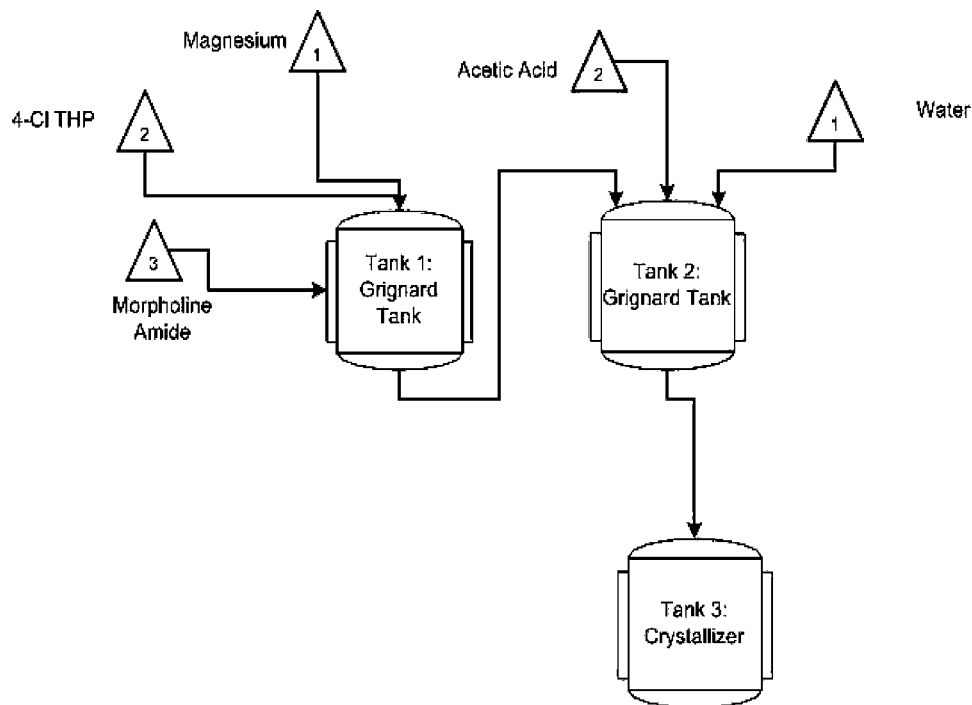 Magnesium
1
Acetic Acid
2
4-Cl THP
2
1
Water
3
Morpholine
Amide
Tank 1:
Grignard
Tank
Tank 2:
Grignard Tank
Tank 3:
Crystallizer